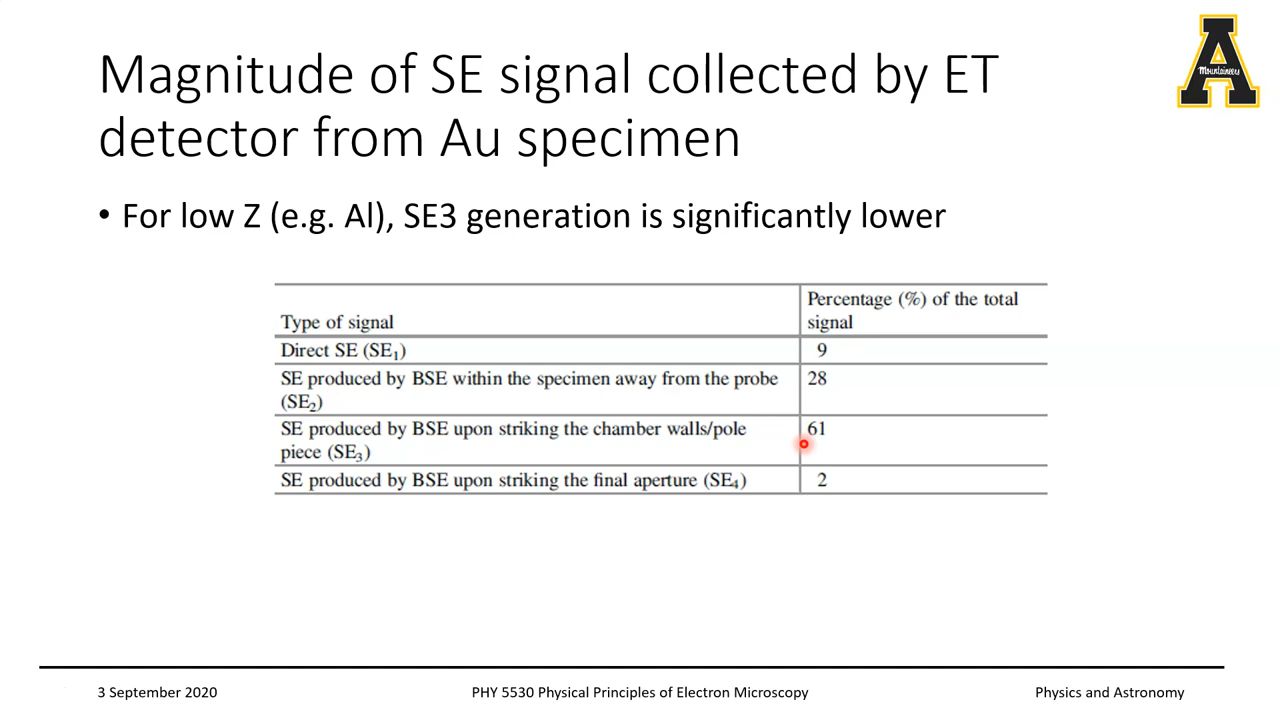 Magnitude of SE signal collected by ET
detector from Au specimen
Mountaineers
• For low Z (e.g. Al), SE3 generation is significantly lower
Type of signal
Percentage (%) of the total
signal
Direct SE (SE₁)
9
SE produced by BSE within the specimen away from the probe
(SE₂)
28
SE produced by BSE upon striking the chamber walls/pole
piece (SE₃)
61
SE produced by BSE upon striking the final aperture (SE₄)
2
3 September 2020
PHY 5530 Physical Principles of Electron Microscopy
Physics and Astronomy